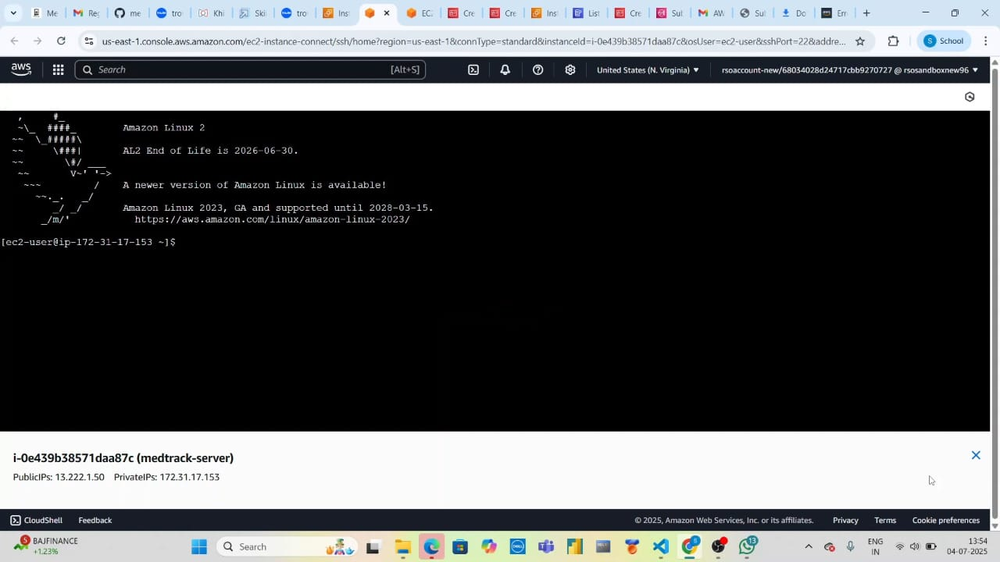 Me
Reg
me
tro
Khi
Skil
tro
Ins
EC
Cre
Cre
Inst
List
Cre
Sul
AW
Sul
Do
Err
us-east-1.console.aws.amazon.com/ec2-instance-connect/ssh/home?region=us-east-1&connType=standard&instanceId=i-0e439b38571daa87c&osUser=ec2-user&sshPort=22&addre...
S School
aws
Search [Alt+S]
United States (N. Virginia)
rsoaccount-new/68034028d24717cbb9270727 @ rsosandboxnew96
,     #_
~\_  ####_        Amazon Linux 2
~~  \_#####\
~~     \###|       AL2 End of Life is 2026-06-30.
~~       \#/ ___
~~       V~' '->
~~~         /    A newer version of Amazon Linux is available!
~~._.   _/
_/ _/       Amazon Linux 2023, GA and supported until 2028-03-15.
_/m/'           https://aws.amazon.com/linux/amazon-linux-2023/
[ec2-user@ip-172-31-17-153 ~]$
i-0e439b38571daa87c (medtrack-server)
PublicIPs: 13.222.1.50 PrivateIPs: 172.31.17.153
CloudShell Feedback
© 2025, Amazon Web Services, Inc. or its affiliates. Privacy Terms Cookie preferences
5
BAJFINANCE
+1.23%
Search
DELL
6
13
ENG
IN
13:54
04-07-2025